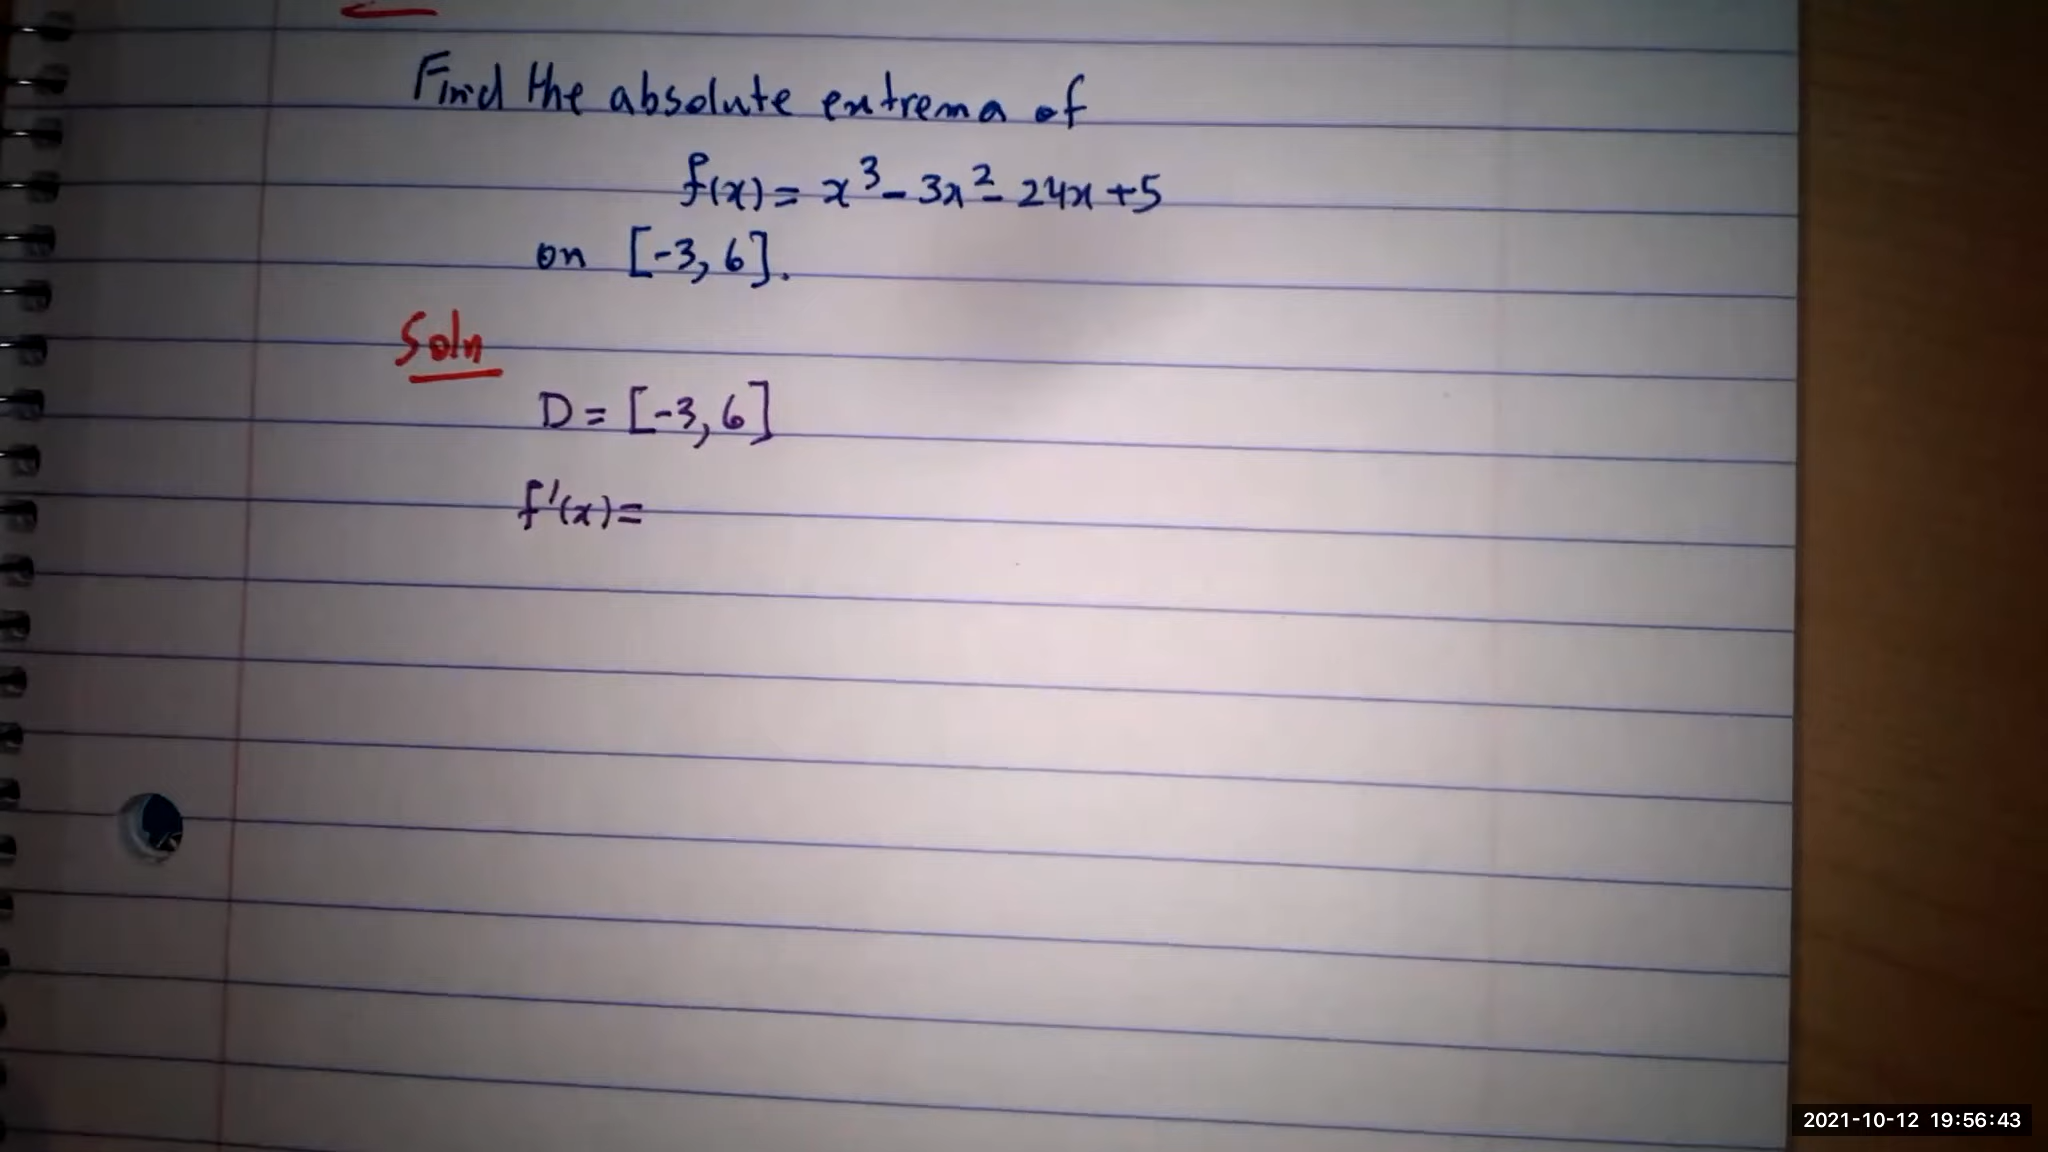 Find the absolute extrema of
f(x) = x³ - 3x² - 24x + 5
on [-3, 6].
Soln
D = [-3, 6]
f'(x) =
2021-10-12 19:56:43